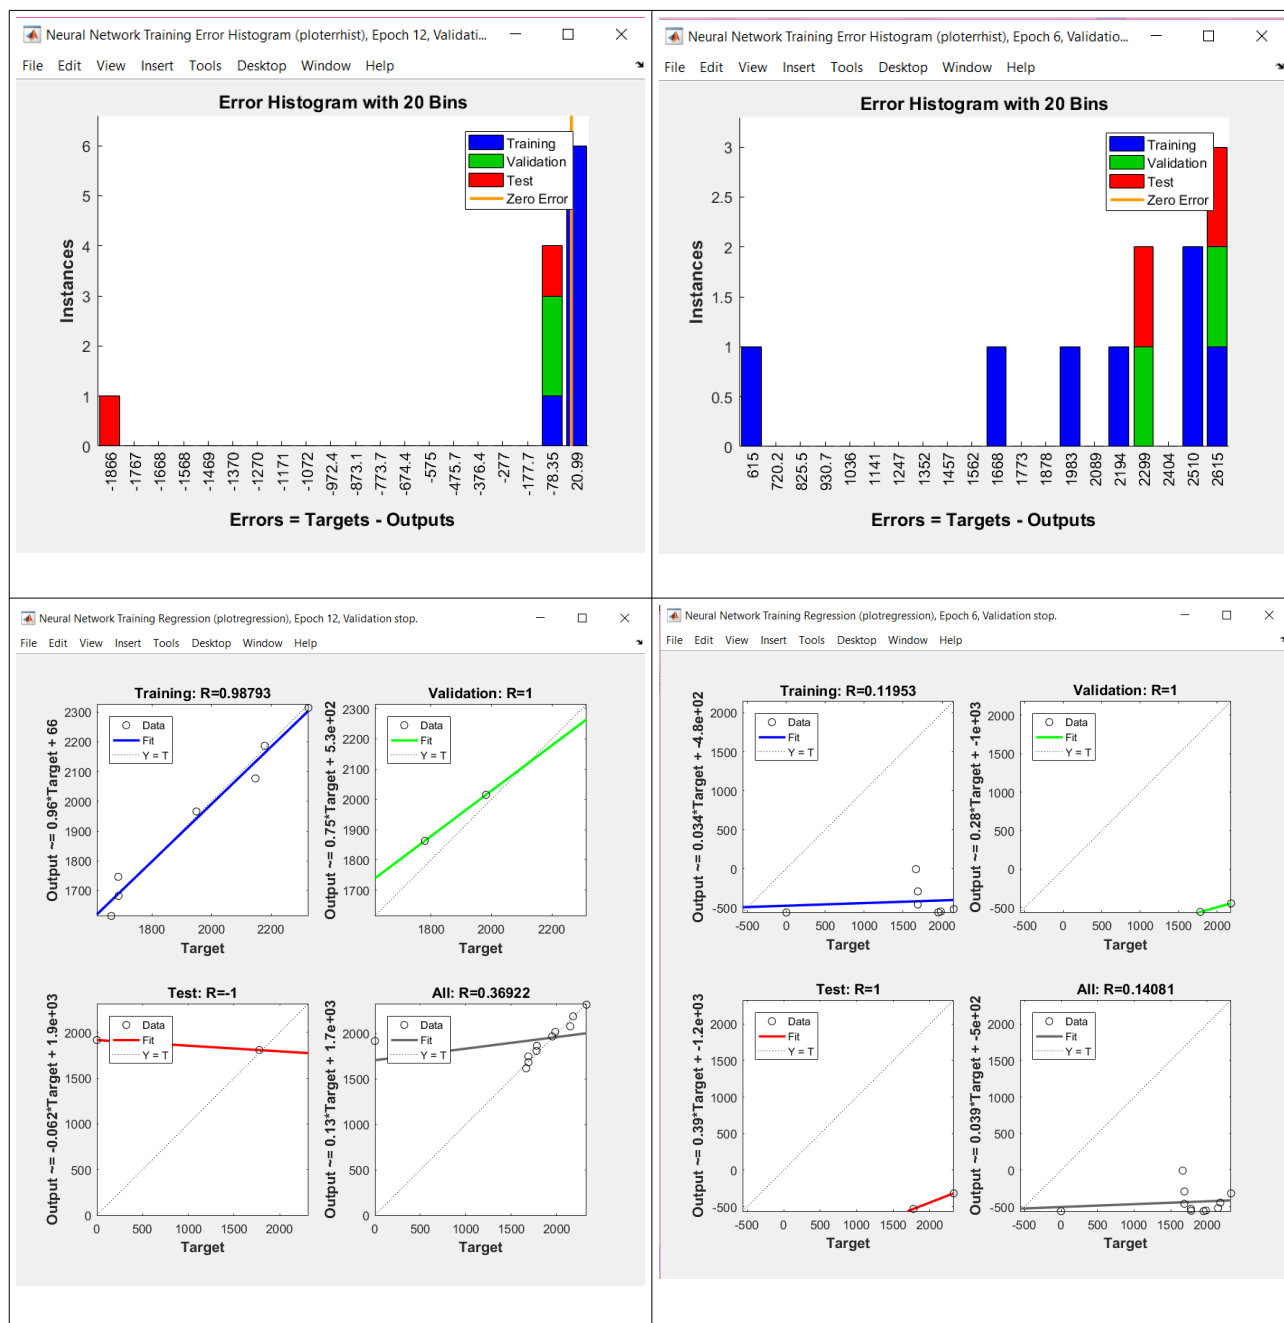 Neural Network Training Error Histogram (ploterrhist), Epoch 12, Validati...
File Edit View Insert Tools Desktop Window Help
Error Histogram with 20 Bins
Training
Validation
Test
Zero Error
6
5
4
3
2
1
0
Instances
-1866
-1767
-1668
-1568
-1469
-1370
-1270
-1171
-1072
-972.4
-873.1
-773.7
-674.4
-575
-475.7
-376.4
-277
-177.7
-78.35
20.99
Errors = Targets - Outputs
Neural Network Training Error Histogram (ploterrhist), Epoch 6, Validatio...
File Edit View Insert Tools Desktop Window Help
Error Histogram with 20 Bins
Training
Validation
Test
Zero Error
3
2.5
2
1.5
1
0.5
0
Instances
615
720.2
825.5
930.7
1036
1141
1247
1352
1457
1562
1668
1773
1878
1983
2089
2194
2299
2404
2510
2615
Errors = Targets - Outputs
Neural Network Training Regression (plotregression), Epoch 12, Validation stop.
File Edit View Insert Tools Desktop Window Help
Training: R=0.98793
Data
Fit
Y = T
2300
2200
2100
2000
1900
1800
1700
Output ~= 0.96*Target + 66
1800 2000 2200
Target
Validation: R=1
Data
Fit
Y = T
2300
2200
2100
2000
1900
1800
1700
Output ~= 0.75*Target + 5.3e+02
1800 2000 2200
Target
Test: R=-1
Data
Fit
Y = T
2000
1500
1000
500
0
Output ~= -0.062*Target + 1.9e+03
0 500 1000 1500 2000
Target
All: R=0.36922
Data
Fit
Y = T
2000
1500
1000
500
0
Output ~= 0.13*Target + 1.7e+03
0 500 1000 1500 2000
Target
Neural Network Training Regression (plotregression), Epoch 6, Validation stop.
File Edit View Insert Tools Desktop Window Help
Training: R=0.11953
Data
Fit
Y = T
2000
1500
1000
500
0
-500
Output ~= 0.034*Target + -4.8e+02
-500 0 500 1000 1500 2000
Target
Validation: R=1
Data
Fit
Y = T
2000
1500
1000
500
0
-500
Output ~= 0.28*Target + -1e+03
-500 0 500 1000 1500 2000
Target
Test: R=1
Data
Fit
Y = T
2000
1500
1000
500
0
-500
Output ~= 0.39*Target + -1.2e+03
-500 0 500 1000 1500 2000
Target
All: R=0.14081
Data
Fit
Y = T
2000
1500
1000
500
0
-500
Output ~= 0.039*Target + -5e+02
-500 0 500 1000 1500 2000
Target